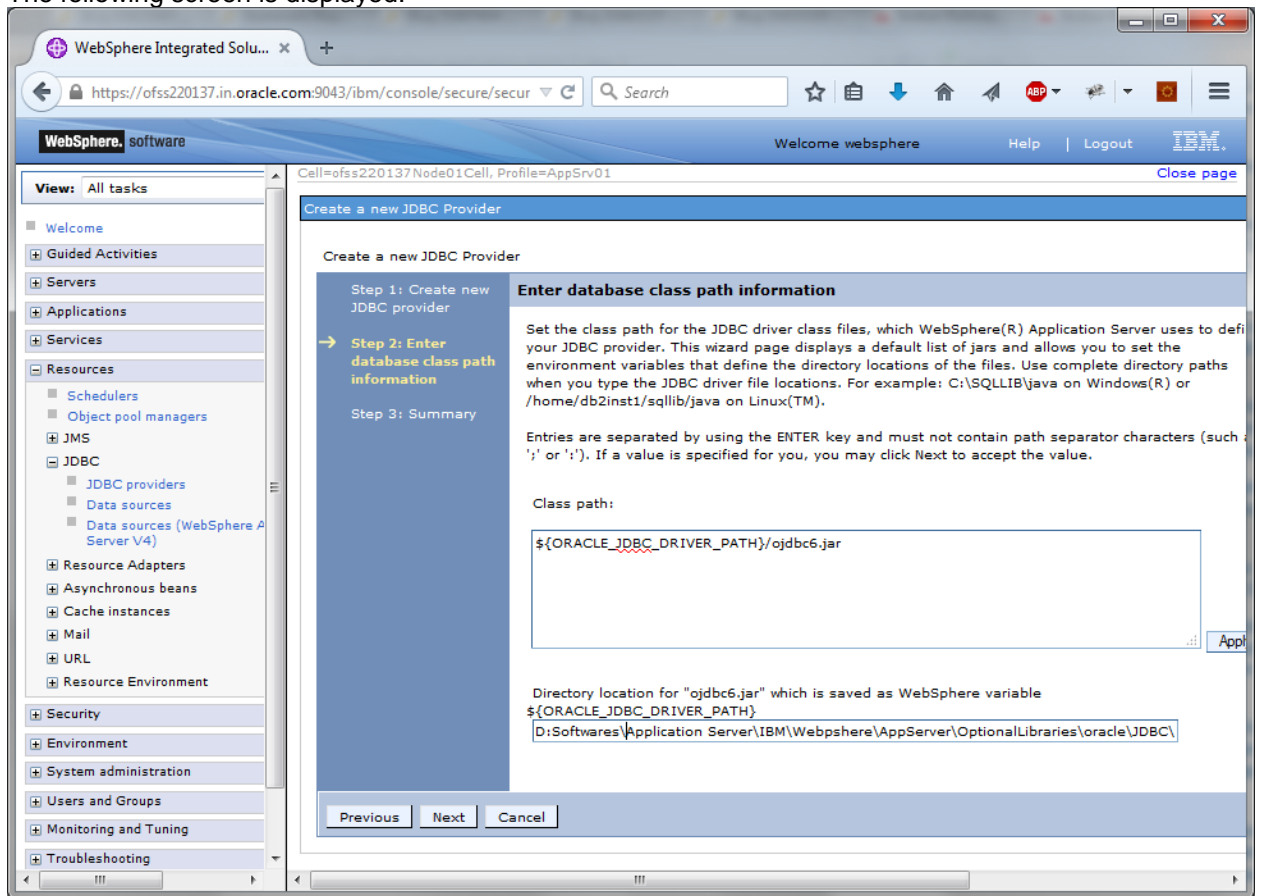 The following screen is displayed:
WebSphere Integrated Solu...
https://ofss220137.in.oracle.com:9043/ibm/console/secure/secur
Search
ABP
WebSphere. software
Welcome websphere
Help | Logout
IBM.
View: All tasks
Welcome
Guided Activities
Servers
Applications
Services
Resources
Schedulers
Object pool managers
JMS
JDBC
JDBC providers
Data sources
Data sources (WebSphere A
Server V4)
Resource Adapters
Asynchronous beans
Cache instances
Mail
URL
Resource Environment
Security
Environment
System administration
Users and Groups
Monitoring and Tuning
Troubleshooting
Cell=ofss220137Node01Cell, Profile=AppSrv01
Close page
Create a new JDBC Provider
Create a new JDBC Provider
Step 1: Create new
JDBC provider
Step 2: Enter
database class path
information
Step 3: Summary
Enter database class path information
Set the class path for the JDBC driver class files, which WebSphere(R) Application Server uses to defi
your JDBC provider. This wizard page displays a default list of jars and allows you to set the
environment variables that define the directory locations of the files. Use complete directory paths
when you type the JDBC driver file locations. For example: C:\SQLLIB\java on Windows(R) or
/home/db2inst1/sqllib/java on Linux(TM).
Entries are separated by using the ENTER key and must not contain path separator characters (such a
';' or ':'). If a value is specified for you, you may click Next to accept the value.
Class path:
${ORACLE_JDBC_DRIVER_PATH}/ojdbc6.jar
Appl
Directory location for "ojdbc6.jar" which is saved as WebSphere variable
${ORACLE_JDBC_DRIVER_PATH}
D:Softwares\Application Server\IBM\Webpshere\AppServer\OptionalLibraries\oracle\JDBC\
Previous Next Cancel